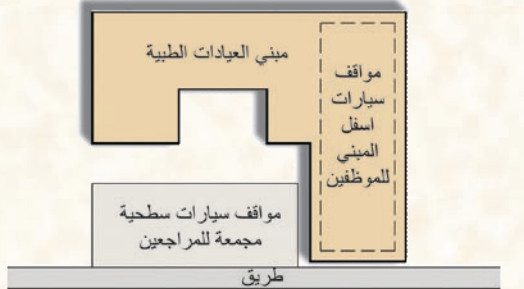 مبني العيادات الطبية
مواقف
سيارات
اسفل
المبني
للموظفين
مواقف سيارات سطحية
مجمعة للمراجعين
طريق